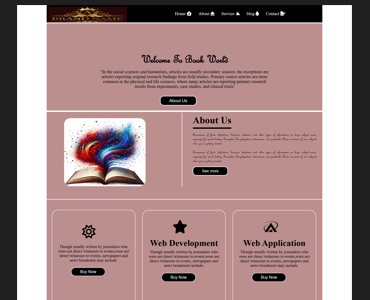 BRAND NAME
Home
About
Service
blog
Contact
Welcome To Book World
To the social sciences and humanities, articles are usually secondary sources. the exceptions are
articles reporting original research findings from field studies. Primary source articles are more
common in the physical and life sciences, where many articles are reporting primary research
results from experiments, case studies, and clinical trials!
About Us
About Us
See more
Though usually written by journalists who
were not direct witnesses to events,
newspapers and
news broadcasts may include.
Buy Now
Web Development
Though usually written by journalists who
were not direct witnesses to events, newspapers and
news broadcasts may include.
Buy Now
Web Application
Though usually written by journalists who
were not direct witnesses to events, newspapers and
news broadcasts may include.
Buy Now